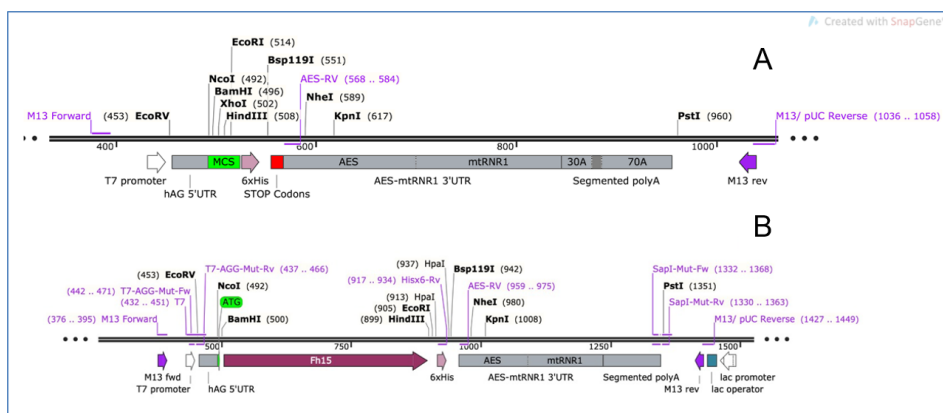 Created with SnapGene
A
EcoRI (514)
Bsp119I (551)
NcoI (492)
AES-RV (568 .. 584)
BamHI (496)
NheI (589)
XhoI (502)
M13 Forward (453) EcoRV HindIII (508) KpnI (617) PstI (960) M13/ pUC Reverse (1036 .. 1058)
400 600 800 1000
MCS AES mtRNR1 30A 70A
T7 promoter 6xHis AES-mtRNR1 3'UTR Segmented polyA M13 rev
hAG 5'UTR STOP Codons
B
(937) HpaI
(453) EcoRV T7-AGG-Mut-Rv (437 .. 466) Bsp119I (942) SapI-Mut-Fw (1332 .. 1368)
(442 .. 471) T7-AGG-Mut-Fw NcoI (492) (917 .. 934) Hisx6-Rv AES-RV (959 .. 975) PstI (1351)
(432 .. 451) T7 ATG (913) HpaI NheI (980) SapI-Mut-Rv (1330 .. 1363)
(905) EcoRI
(376 .. 395) M13 Forward BamHI (500) (899) HindIII KpnI (1008) M13/ pUC Reverse (1427 .. 1449)
500 750 1000 1250 1500
Fh15 AES mtRNR1
M13 fwd 6xHis AES-mtRNR1 3'UTR Segmented polyA lac promoter
T7 promoter hAG 5'UTR M13 rev lac operator